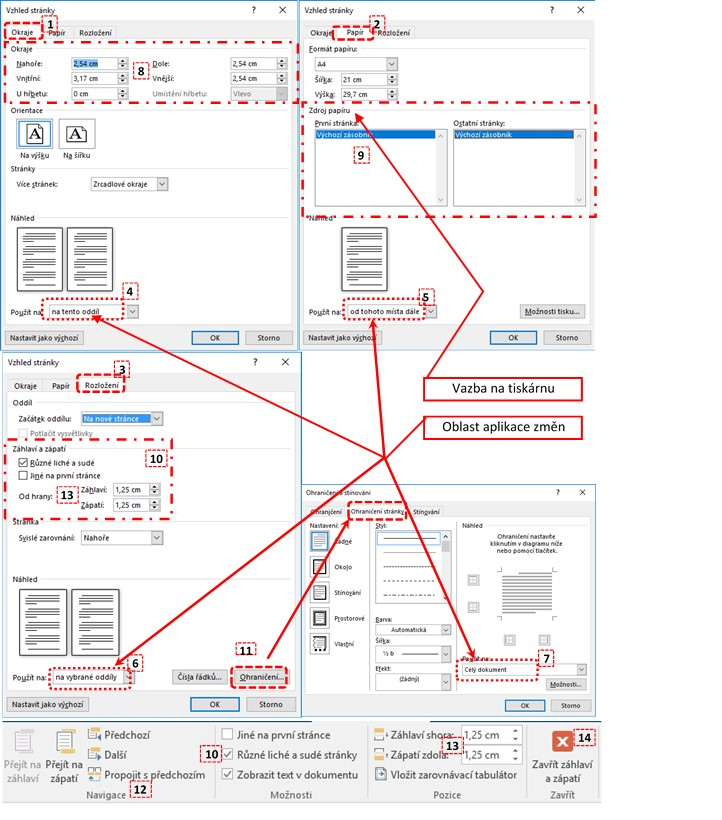 Vzhled stránky ? ×
1
Okraje Papír Rozložení
Okraje
Nahoře: 2,54 cm Dole: 2,54 cm
8
Vnitřní: 3,17 cm Vnější: 2,54 cm
U hřbetu: 0 cm Umístění hřbetu: Vlevo
Orientace
Na výšku Na šířku
Stránky
Více stránek: Zrcadlové okraje
Náhled
4
Použít na: na tento oddíl
Nastavit jako výchozí OK Storno
Vzhled stránky ? ×
2
Okraje Papír Rozložení
Formát papíru:
A4
Šířka: 21 cm
Výška: 29,7 cm
Zdroj papíru
První stránka: Ostatní stránky:
Výchozí zásobník Výchozí zásobník
9
Náhled
5
Použít na: od tohoto místa dále
Možnosti tisku...
Nastavit jako výchozí OK Storno
Vazba na tiskárnu
Oblast aplikace změn
Vzhled stránky ? ×
3
Okraje Papír Rozložení
Oddíl
Začátek oddílu: Na nové stránce
Potlačit vysvětlivky
Záhlaví a zápatí
10
Různé liché a sudé
Jiné na první stránce
Od hrany: 13 Záhlaví: 1,25 cm
Zápatí: 1,25 cm
Stránka
Svislé zarovnání: Nahoře
Náhled
11
6
Použít na: na vybrané oddíly Čísla řádků... Ohraničení...
Nastavit jako výchozí OK Storno
Ohraničení a stínování ? ×
Ohraničení Ohraničení stránky Stínování
Nastavení: Styl: Náhled
Žádné
Okolo
Stínování
Prostorové
Vlastní
Barva:
Automatická
Šířka:
½ b
Efekt:
(žádný)
Ohraničení nastavíte
kliknutím v diagramu níže
nebo pomocí tlačítek.
7
Použít na:
Celý dokument
Možnosti...
OK Storno
Přejít na
záhlaví
Přejít na
zápatí
Předchozí
Další
Propojit s předchozím
Navigace 12
Jiné na první stránce
10 Různé liché a sudé stránky
Zobrazit text v dokumentu
Možnosti
Záhlaví shora: 1,25 cm
13
Zápatí zdola: 1,25 cm
Vložit zarovnávací tabulátor
Pozice
14
Zavřít záhlaví
a zápatí
Zavřít